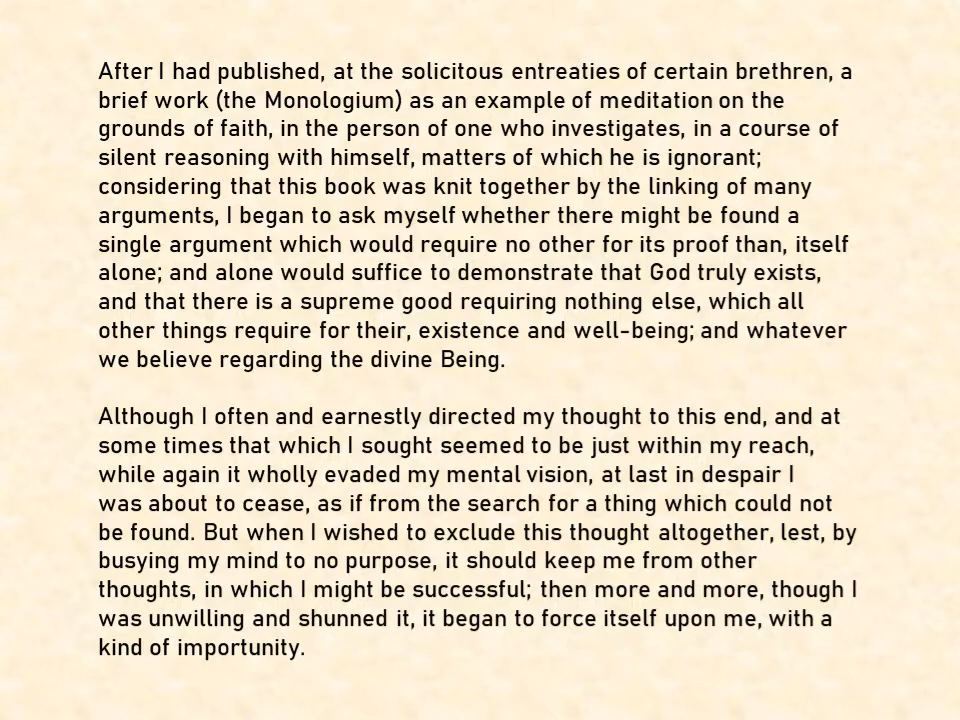 After I had published, at the solicitous entreaties of certain brethren, a
brief work (the Monologium) as an example of meditation on the
grounds of faith, in the person of one who investigates, in a course of
silent reasoning with himself, matters of which he is ignorant;
considering that this book was knit together by the linking of many
arguments, I began to ask myself whether there might be found a
single argument which would require no other for its proof than, itself
alone; and alone would suffice to demonstrate that God truly exists,
and that there is a supreme good requiring nothing else, which all
other things require for their, existence and well-being; and whatever
we believe regarding the divine Being.
Although I often and earnestly directed my thought to this end, and at
some times that which I sought seemed to be just within my reach,
while again it wholly evaded my mental vision, at last in despair I
was about to cease, as if from the search for a thing which could not
be found. But when I wished to exclude this thought altogether, lest, by
busying my mind to no purpose, it should keep me from other
thoughts, in which I might be successful; then more and more, though I
was unwilling and shunned it, it began to force itself upon me, with a
kind of importunity.